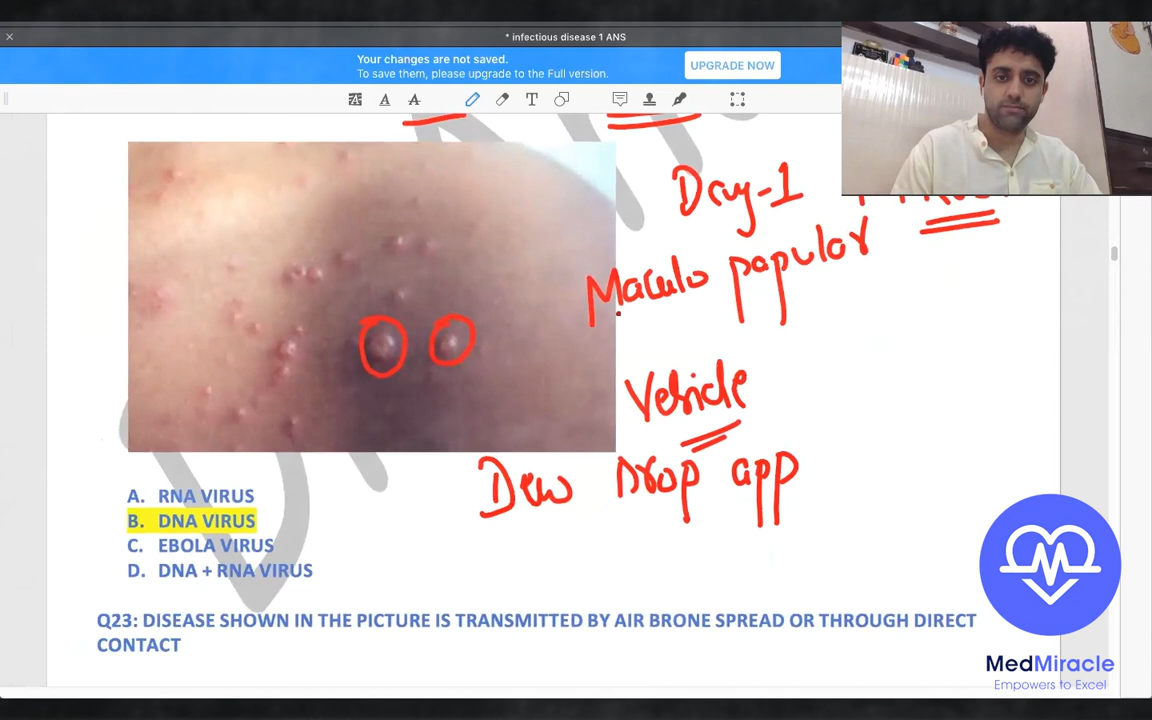 * infectious disease 1 ANS
Your changes are not saved.
To save them, please upgrade to the Full version.
UPGRADE NOW
Day-1
Maculo papular
Vesicle
Dew Drop app
A. RNA VIRUS
B. DNA VIRUS
C. EBOLA VIRUS
D. DNA + RNA VIRUS
Q23: DISEASE SHOWN IN THE PICTURE IS TRANSMITTED BY AIR BRONE SPREAD OR THROUGH DIRECT
CONTACT
MedMiracle
Empowers to Excel